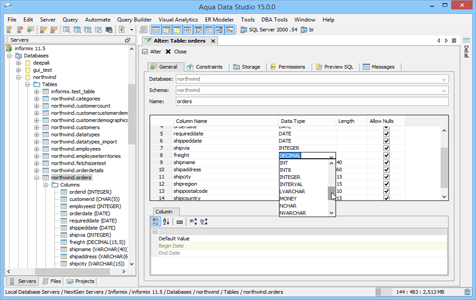 Aqua Data Studio 15.0.0
File Edit Server Query Automate Query Builder Visual Analytics ER Modeler Tools DBA Tools Window Help
SQL Server 2000 .54 bi
Servers
informix 11.5
Databases
deepali
gui_test
northwind
Tables
informix.test_table
northwind.categories
northwind.customercount
northwind.customercustomerdem
northwind.customerdemographics
northwind.customers
northwind.datatypes
northwind.datatypes_import
northwind.employees
northwind.employeeterritories
northwind.fetchsizetest
northwind.orderdetails
northwind.orders
Columns
orderid (INTEGER)
customerid (CHAR(5))
employeeid (INTEGER)
orderdate (DATE)
requireddate (DATE)
shippeddate (DATE)
shipvia (INTEGER)
freight (DECIMAL(15,5))
shipname (VARCHAR(40))
shipaddress (VARCHAR(6
shipcity (VARCHAR(15))
Servers Files Projects
Alter: Table: orders
Alter Close
General Constraints Storage Permissions Preview SQL Messages
Database: northwind
Schema: northwind
Name: orders
Column Name Data Type Length Allow Nulls
4 orderdate DATE
5 requireddate DATE
6 shippeddate DATE
7 shipvia INTEGER
8 freight DECIMAL
9 shipname INT 40
10 shipaddress INT8 60
11 shipcity INTEGER 15
12 shipregion INTERVAL 15
13 shippostalcode LVARCHAR 10
14 shipcountry MONEY 15
NCHAR
NVARCHAR
Column
Default Value
Begin Date
End Date
Detail
Local Database Servers / NextGen Servers / Informix / informix 11.5 / Databases / northwind / Tables / northwind.orders
144 : 483 : 2,513 MB